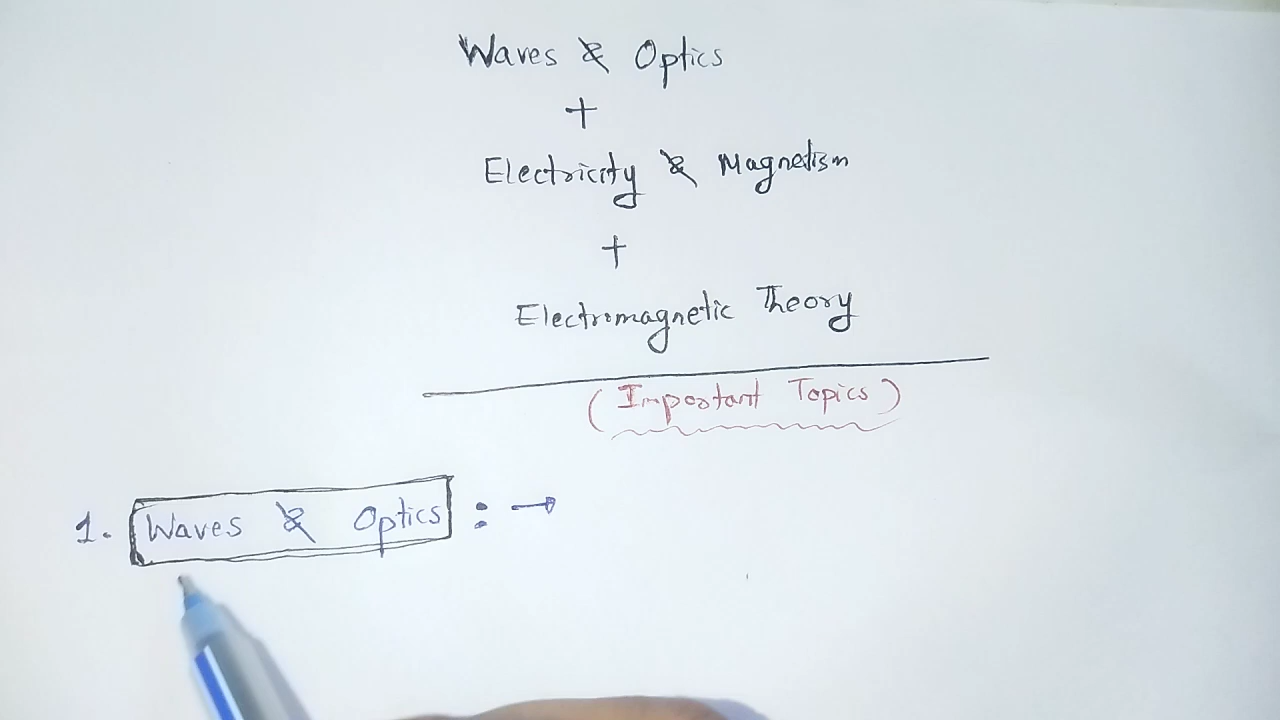 Waves & Optics
+
Electricity & Magnetism
+
Electromagnetic Theory
(Important Topics)
1. Waves & Optics : →